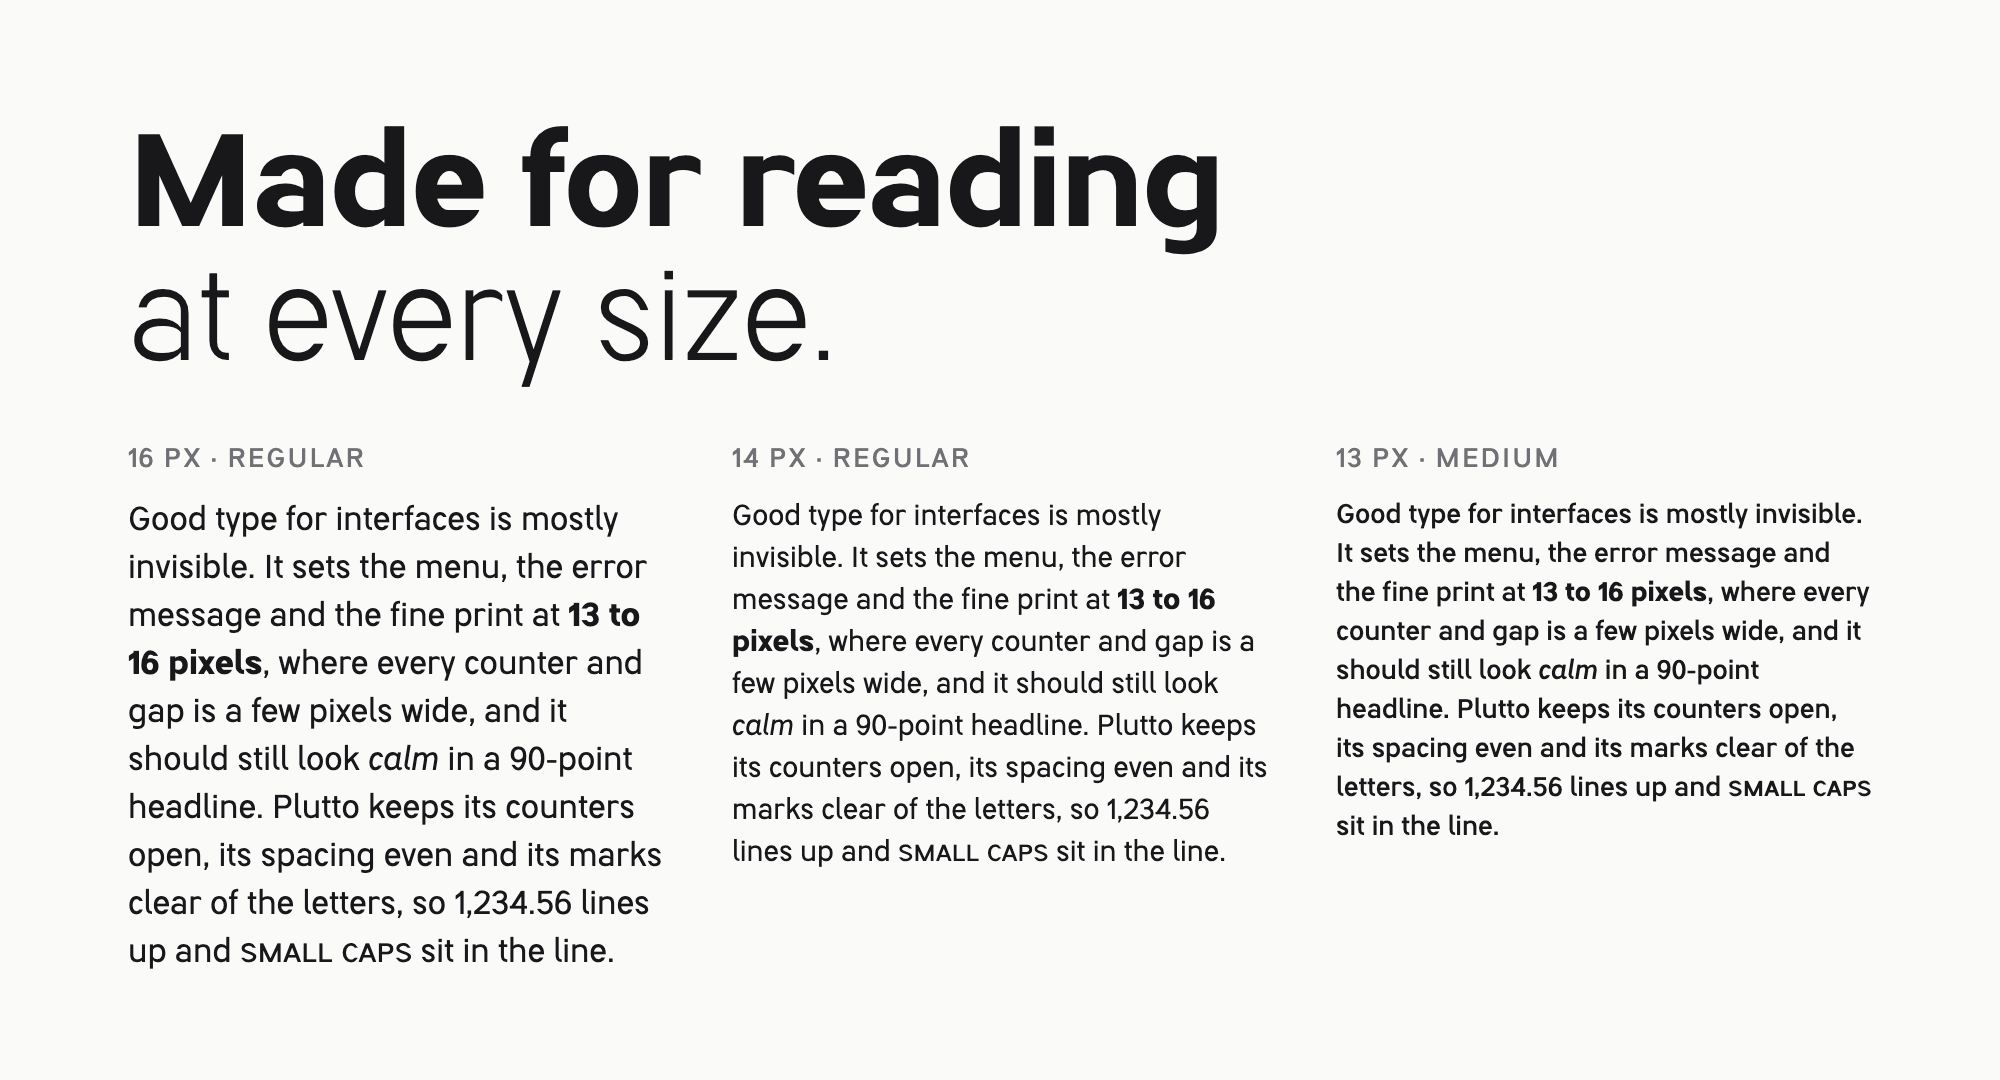 Made for reading
at every size.
16 PX · REGULAR
Good type for interfaces is mostly
invisible. It sets the menu, the error
message and the fine print at 13 to
16 pixels, where every counter and
gap is a few pixels wide, and it
should still look calm in a 90-point
headline. Plutto keeps its counters
open, its spacing even and its marks
clear of the letters, so 1,234.56 lines
up and SMALL CAPS sit in the line.
14 PX · REGULAR
Good type for interfaces is mostly
invisible. It sets the menu, the error
message and the fine print at 13 to 16
pixels, where every counter and gap is a
few pixels wide, and it should still look
calm in a 90-point headline. Plutto keeps
its counters open, its spacing even and its
marks clear of the letters, so 1,234.56
lines up and SMALL CAPS sit in the line.
13 PX · MEDIUM
Good type for interfaces is mostly invisible.
It sets the menu, the error message and
the fine print at 13 to 16 pixels, where every
counter and gap is a few pixels wide, and it
should still look calm in a 90-point
headline. Plutto keeps its counters open,
its spacing even and its marks clear of the
letters, so 1,234.56 lines up and SMALL CAPS
sit in the line.